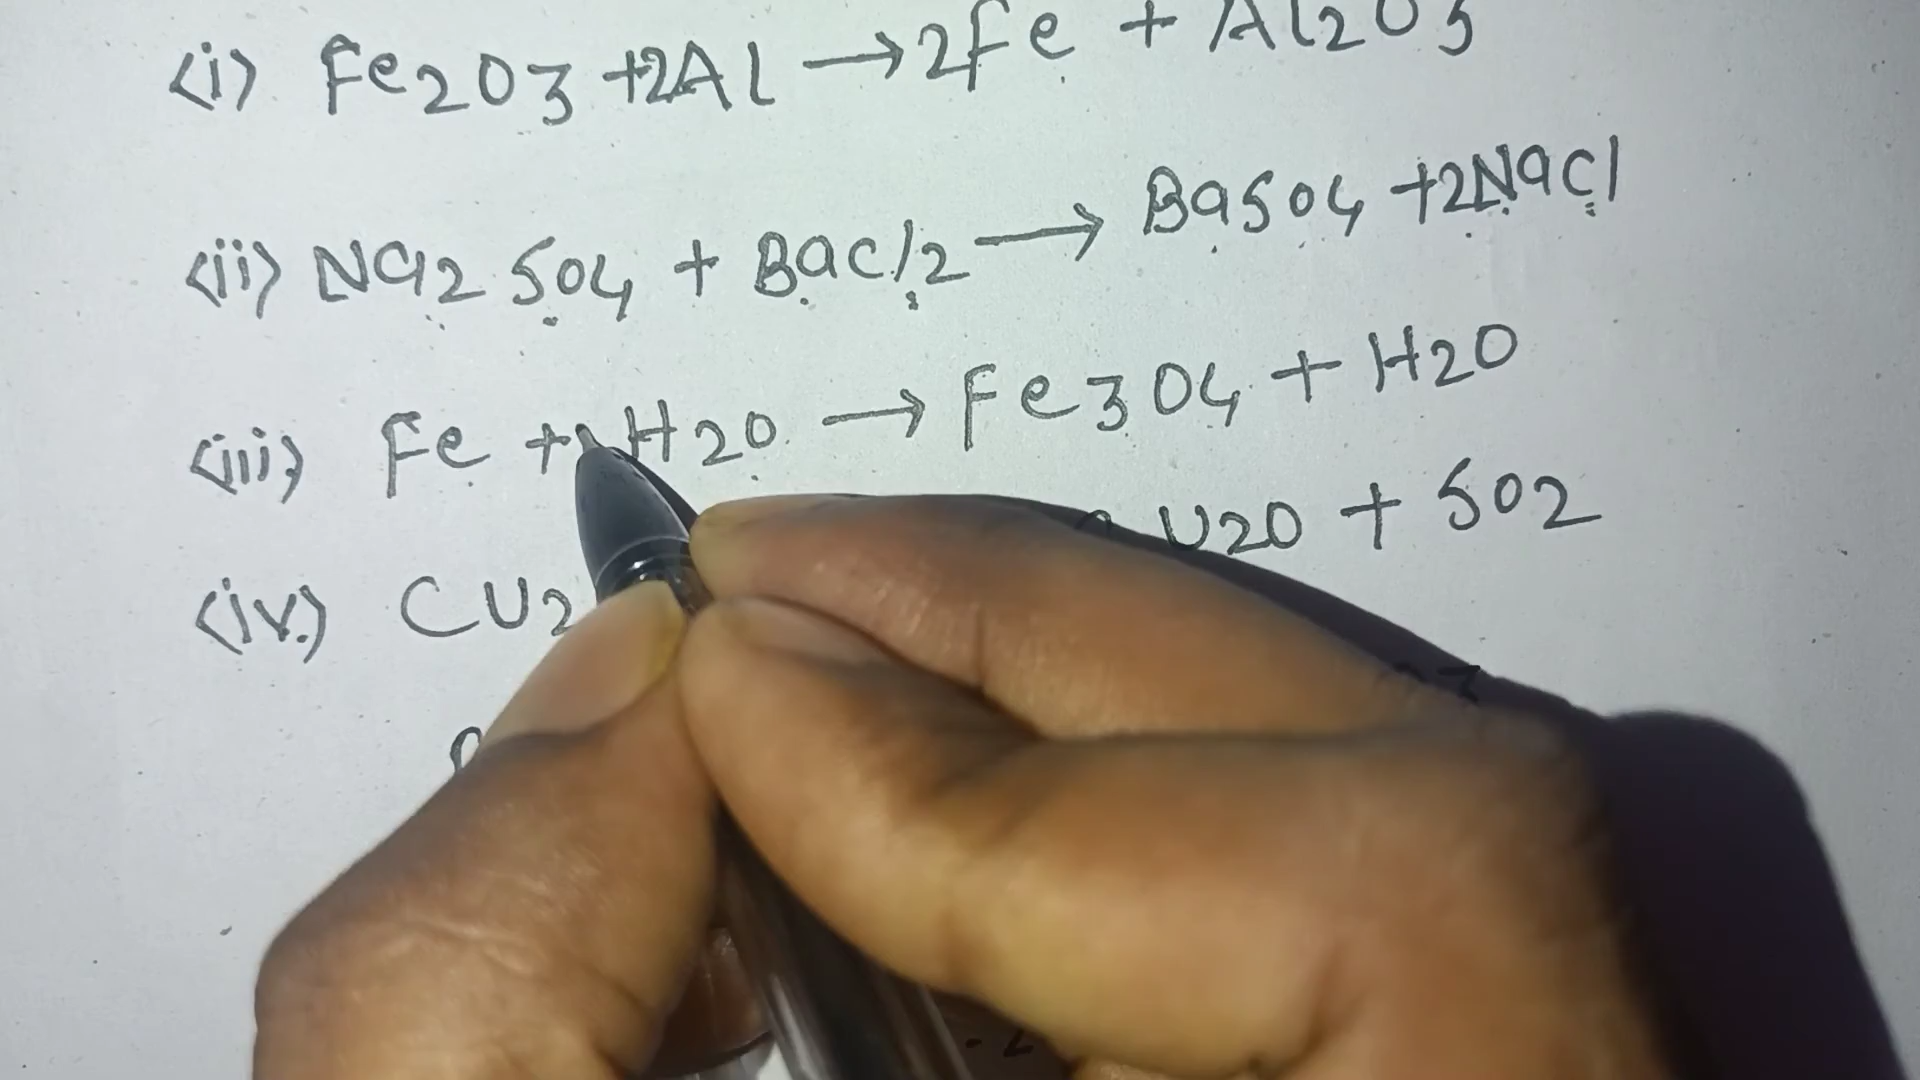 (i) Fe2O3 +2Al → 2Fe + Al2O3
(ii) Na2SO4 + BaCl2 → BaSO4 +2NaCl
(iii) Fe + H2O → Fe3O4 + H2O
(iv) CU2 U2O + SO2